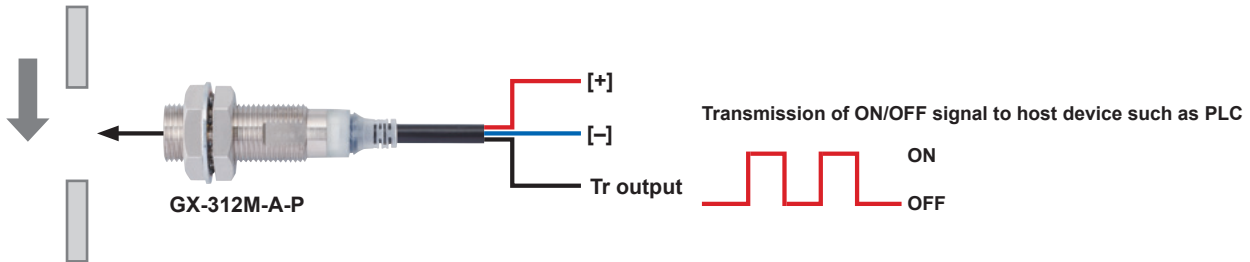 [+]
Transmission of ON/OFF signal to host device such as PLC
[–]
ON
Tr output
OFF
GX-312M-A-P